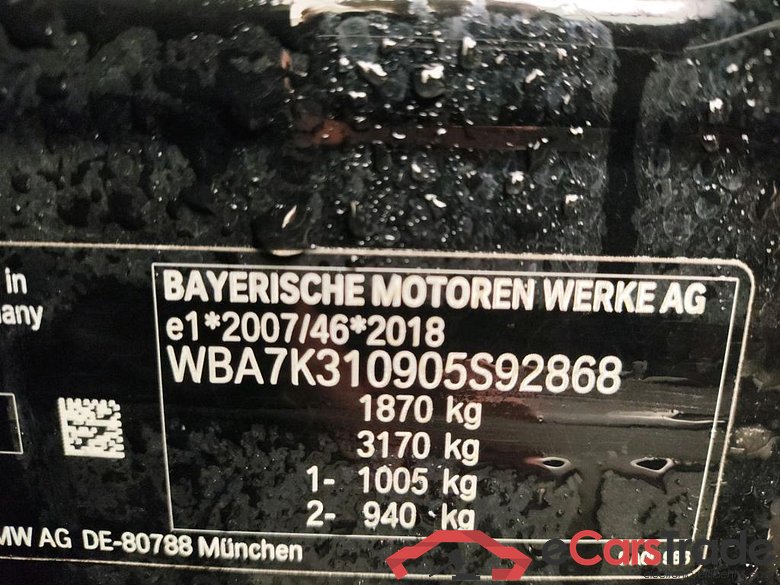 in
BAYERISCHE MOTOREN WERKE AG
any
e1*2007/46*2018
WBA7K310905S92868
1870 kg
3170 kg
1- 1005 kg
2- 940 kg
MW AG DE-80788 München
eCarsTrade